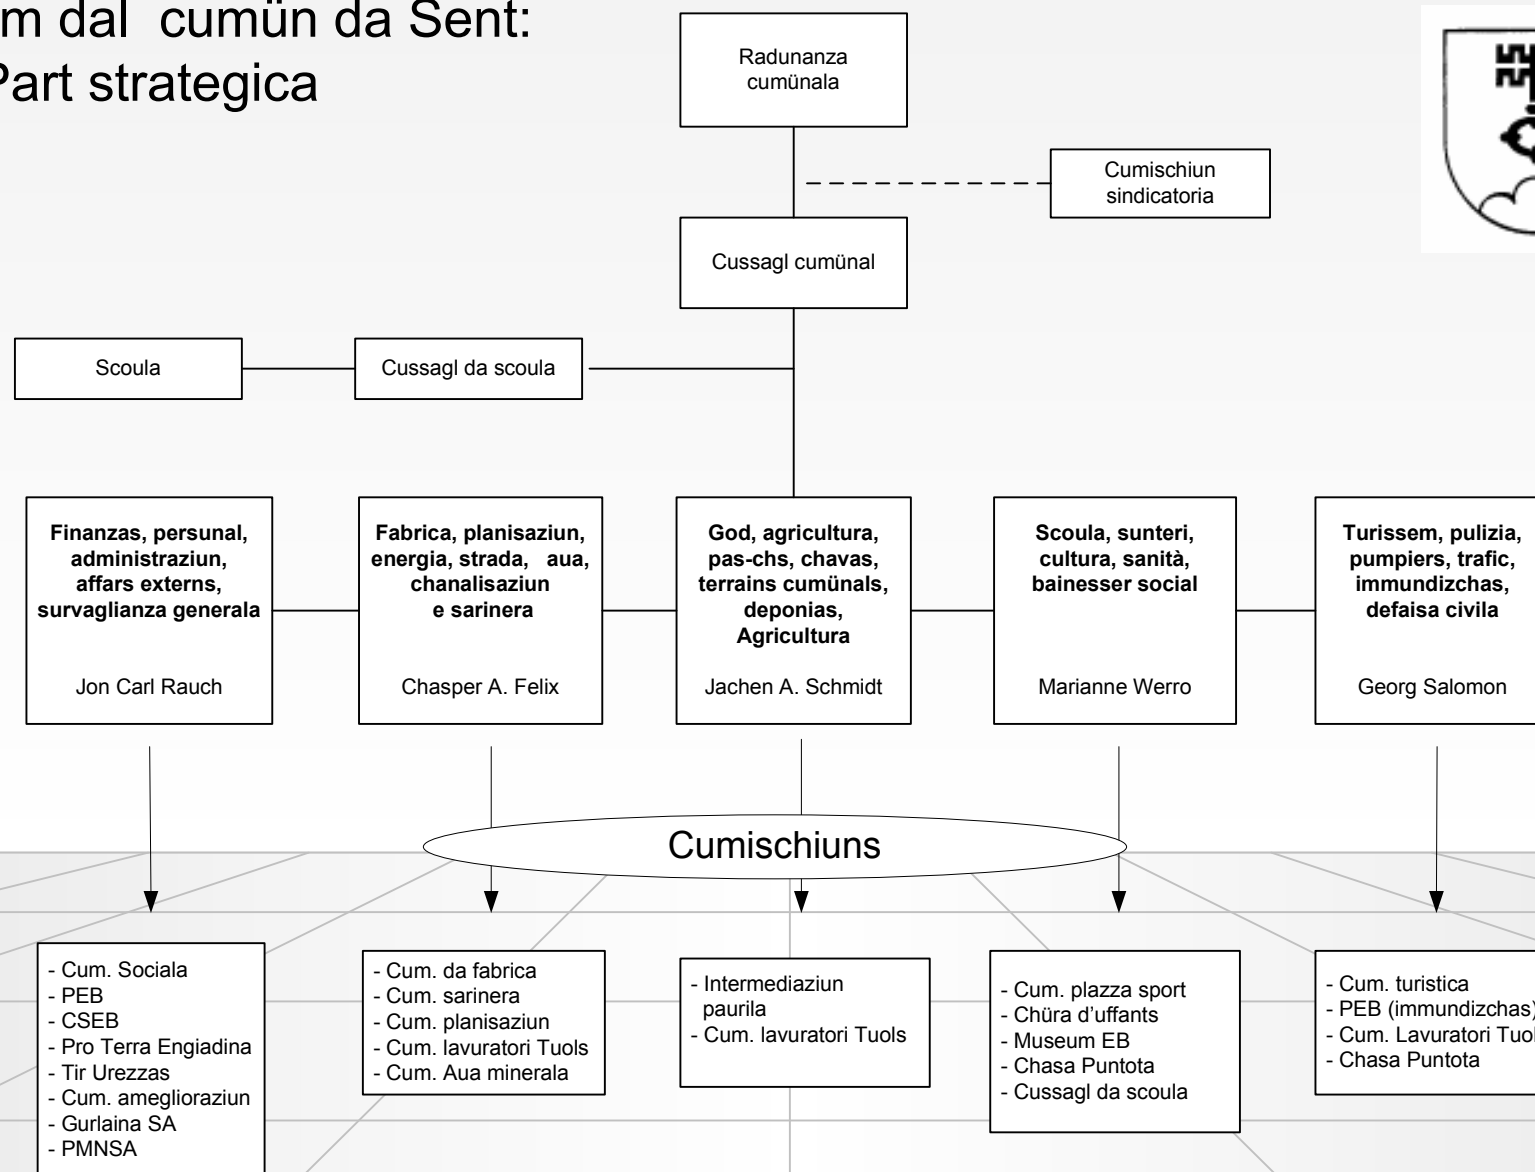 m dal cumün da Sent:
Part strategica
Radunanza
cumünala
Cumischiun
sindicatoria
Cussagl cumünal
Scoula
Cussagl da scoula
Finanzas, persunal,
administraziun,
affars externs,
survaglianza generala
Jon Carl Rauch
Fabrica, planisaziun,
energia, strada, aua,
chanalisaziun
e sarinera
Chasper A. Felix
God, agricultura,
pas-chs, chavas,
terrains cumünals,
deponias,
Agricultura
Jachen A. Schmidt
Scoula, sunteri,
cultura, sanità,
bainesser social
Marianne Werro
Turissem, pulizia,
pumpiers, trafic,
immundizchas,
defaisa civila
Georg Salomon
Cumischiuns
- Cum. Sociala
- PEB
- CSEB
- Pro Terra Engiadina
- Tir Urezzas
- Cum. ameglioraziun
- Gurlaina SA
- PMNSA
- Cum. da fabrica
- Cum. sarinera
- Cum. planisaziun
- Cum. lavuratori Tuols
- Cum. Aua minerala
- Intermediaziun
paurila
- Cum. lavuratori Tuols
- Cum. plazza sport
- Chüra d'uffants
- Museum EB
- Chasa Puntota
- Cussagl da scoula
- Cum. turistica
- PEB (immundizchas)
- Cum. Lavuratori Tuol
- Chasa Puntota